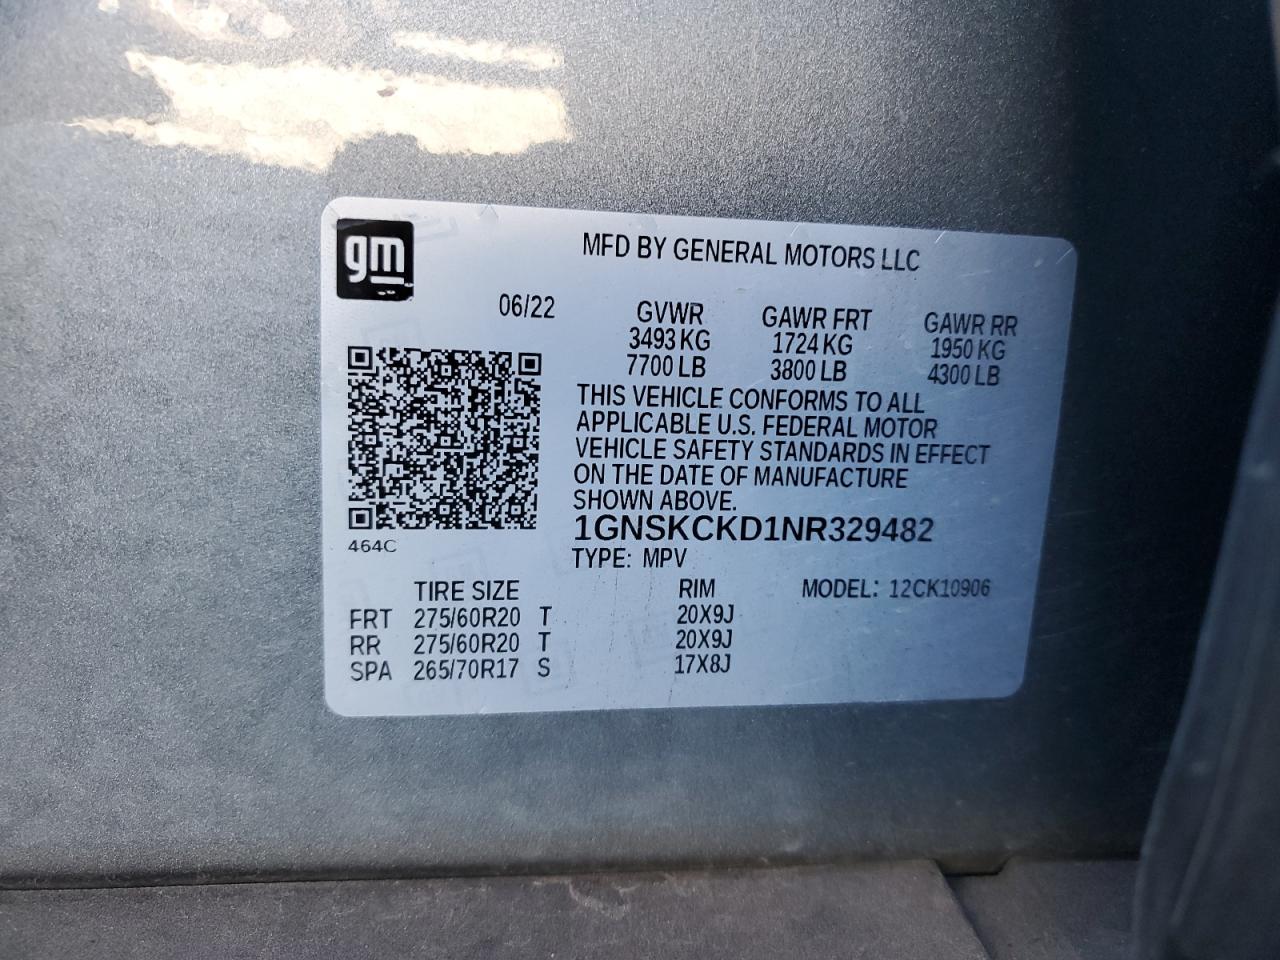 gm
MFD BY GENERAL MOTORS LLC
06/22
GVWR GAWR FRT GAWR RR
3493 KG 1724 KG 1950 KG
7700 LB 3800 LB 4300 LB
THIS VEHICLE CONFORMS TO ALL
APPLICABLE U.S. FEDERAL MOTOR
VEHICLE SAFETY STANDARDS IN EFFECT
ON THE DATE OF MANUFACTURE
SHOWN ABOVE.
1GNSKCKD1NR329482
464C
TYPE: MPV
TIRE SIZE RIM MODEL: 12CK10906
FRT 275/60R20 T 20X9J
RR 275/60R20 T 20X9J
SPA 265/70R17 S 17X8J